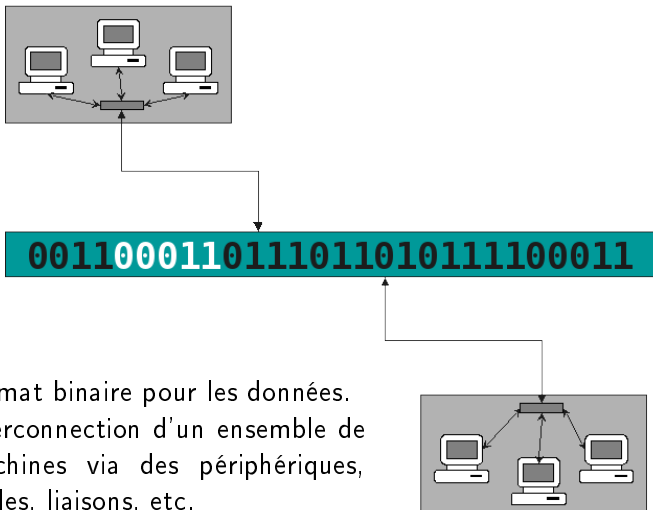 0011000110111011010111100011
mat binaire pour les données.
erconnection d'un ensemble de
chines via des périphériques,
les, liaisons, etc.